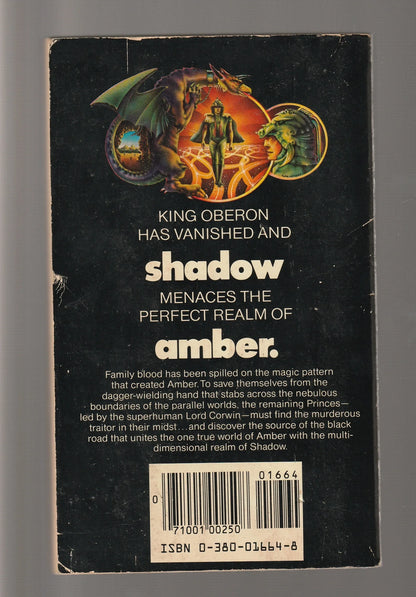 KING OBERON
HAS VANISHED AND
shadow
MENACES THE
PERFECT REALM OF
amber.
Family blood has been spilled on the magic pattern
that created Amber. To save themselves from the
dagger-wielding hand that stabs across the nebulous
boundaries of the parallel worlds, the remaining Princes—
led by the superhuman Lord Corwin—must find the murderous
traitor in their midst...and discover the source of the black
road that unites the one true world of Amber with the multi-
dimensional realm of Shadow.
01664
0
71001 00250
ISBN 0-380-01664-8